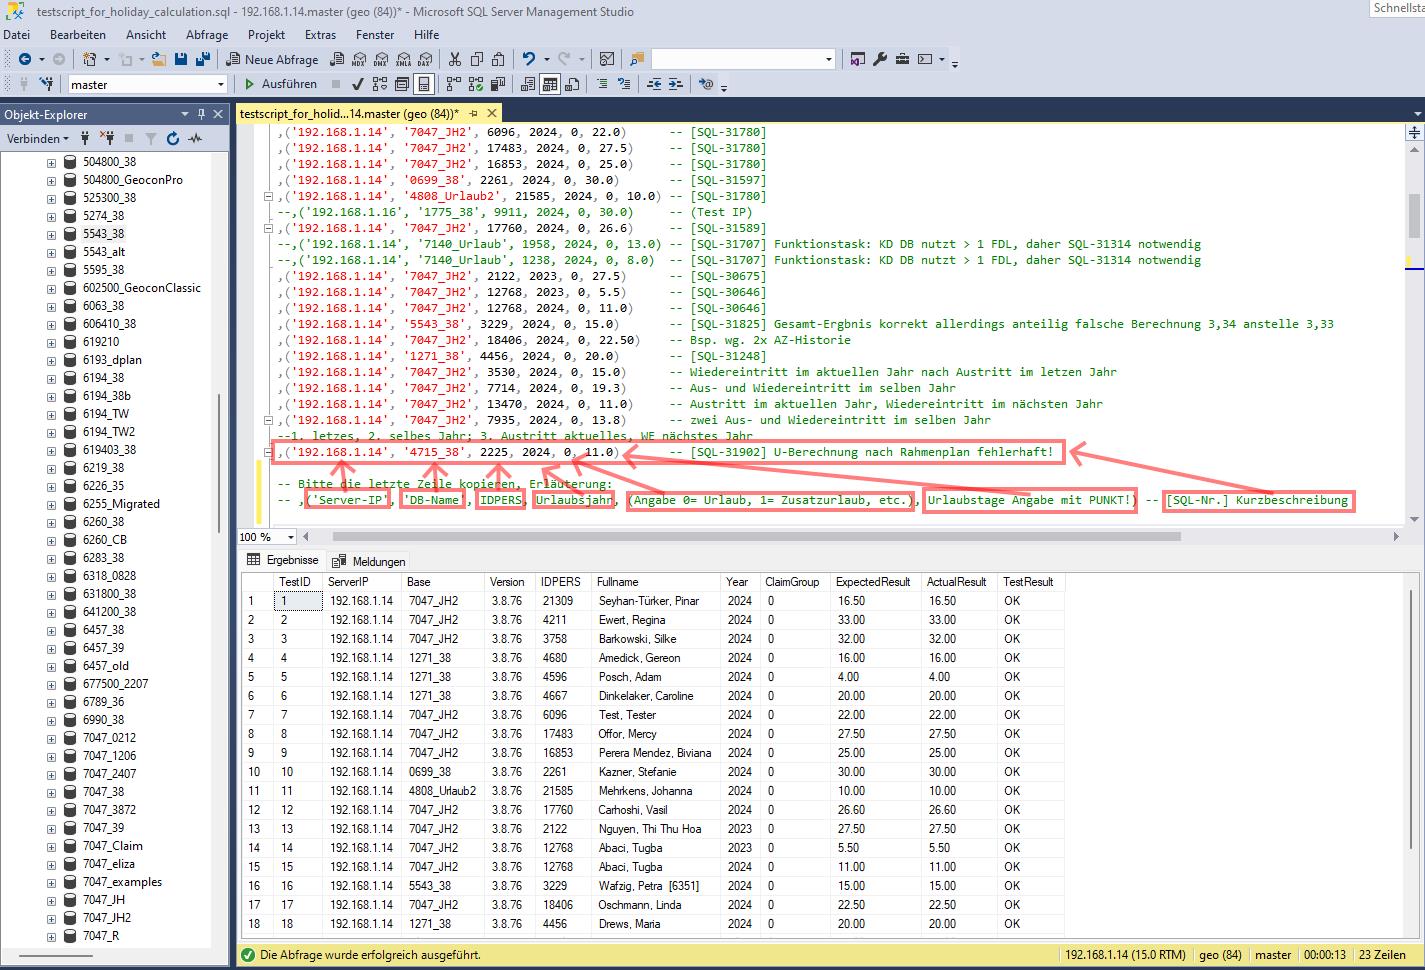 testscript_for_holiday_calculation.sql - 192.168.1.14.master (geo (84))* - Microsoft SQL Server Management Studio
Schnellsta
Datei Bearbeiten Ansicht Abfrage Projekt Extras Fenster Hilfe
Neue Abfrage MDX DMX XMLA DAX
master Ausführen
Objekt-Explorer
Verbinden
504800_38
504800_GeoconPro
525300_38
5274_38
5543_38
5543_alt
5595_38
602500_GeoconClassic
6063_38
606410_38
619210
6193_dplan
6194_38
6194_38b
6194_TW
6194_TW2
619403_38
6219_38
6226_35
6255_Migrated
6260_38
6260_CB
6283_38
6318_0828
631800_38
641200_38
6457_38
6457_39
6457_old
677500_2207
6789_36
6990_38
7047_0212
7047_1206
7047_2407
7047_38
7047_3872
7047_39
7047_Claim
7047_eliza
7047_examples
7047_JH
7047_JH2
7047_R
testscript_for_holid...14.master (geo (84))*
,('192.168.1.14', '7047_JH2', 6096, 2024, 0, 22.0) -- [SQL-31780]
,('192.168.1.14', '7047_JH2', 17483, 2024, 0, 27.5) -- [SQL-31780]
,('192.168.1.14', '7047_JH2', 16853, 2024, 0, 25.0) -- [SQL-31780]
,('192.168.1.14', '0699_38', 2261, 2024, 0, 30.0) -- [SQL-31597]
,('192.168.1.14', '4808_Urlaub2', 21585, 2024, 0, 10.0) -- [SQL-31780]
--,('192.168.1.16', '1775_38', 9911, 2024, 0, 30.0) -- (Test IP)
,('192.168.1.14', '7047_JH2', 17760, 2024, 0, 26.6) -- [SQL-31589]
--,('192.168.1.14', '7140_Urlaub', 1958, 2024, 0, 13.0) -- [SQL-31707] Funktionstask: KD DB nutzt > 1 FDL, daher SQL-31314 notwendig
--,('192.168.1.14', '7140_Urlaub', 1238, 2024, 0, 8.0) -- [SQL-31707] Funktionstask: KD DB nutzt > 1 FDL, daher SQL-31314 notwendig
,('192.168.1.14', '7047_JH2', 2122, 2023, 0, 27.5) -- [SQL-30675]
,('192.168.1.14', '7047_JH2', 12768, 2023, 0, 5.5) -- [SQL-30646]
,('192.168.1.14', '7047_JH2', 12768, 2024, 0, 11.0) -- [SQL-30646]
,('192.168.1.14', '5543_38', 3229, 2024, 0, 15.0) -- [SQL-31825] Gesamt-Ergbnis korrekt allerdings anteilig falsche Berechnung 3,34 anstelle 3,33
,('192.168.1.14', '7047_JH2', 18406, 2024, 0, 22.50) -- Bsp. wg. 2x AZ-Historie
,('192.168.1.14', '1271_38', 4456, 2024, 0, 20.0) -- [SQL-31248]
,('192.168.1.14', '7047_JH2', 3530, 2024, 0, 15.0) -- Wiedereintritt im aktuellen Jahr nach Austritt im letzen Jahr
,('192.168.1.14', '7047_JH2', 7714, 2024, 0, 19.3) -- Aus- und Wiedereintritt im selben Jahr
,('192.168.1.14', '7047_JH2', 13470, 2024, 0, 11.0) -- Austritt im aktuellen Jahr, Wiedereintritt im nächsten Jahr
,('192.168.1.14', '7047_JH2', 7935, 2024, 0, 13.8) -- zwei Aus- und Wiedereintritt im selben Jahr
--1. letzes, 2. selbes Jahr; 3. Austritt aktuelles, WE nächstes Jahr
,('192.168.1.14', '4715_38', 2225, 2024, 0, 11.0) -- [SQL-31902] U-Berechnung nach Rahmenplan fehlerhaft!
-- Bitte die letzte Zeile kopieren, Erläuterung:
-- ,('Server-IP', 'DB-Name', IDPERS, Urlaubsjahr, (Angabe 0= Urlaub, 1= Zusatzurlaub, etc.), Urlaubstage Angabe mit PUNKT!) -- [SQL-Nr.] Kurzbeschreibung
100 %
Ergebnisse Meldungen
TestID ServerIP Base Version IDPERS Fullname Year ClaimGroup ExpectedResult ActualResult TestResult
1 1 192.168.1.14 7047_JH2 3.8.76 21309 Seyhan-Türker, Pinar 2024 0 16.50 16.50 OK
2 2 192.168.1.14 7047_JH2 3.8.76 4211 Ewert, Regina 2024 0 33.00 33.00 OK
3 3 192.168.1.14 7047_JH2 3.8.76 3758 Barkowski, Silke 2024 0 32.00 32.00 OK
4 4 192.168.1.14 1271_38 3.8.76 4680 Amedick, Gereon 2024 0 16.00 16.00 OK
5 5 192.168.1.14 1271_38 3.8.76 4596 Posch, Adam 2024 0 4.00 4.00 OK
6 6 192.168.1.14 1271_38 3.8.76 4667 Dinkelaker, Caroline 2024 0 20.00 20.00 OK
7 7 192.168.1.14 7047_JH2 3.8.76 6096 Test, Tester 2024 0 22.00 22.00 OK
8 8 192.168.1.14 7047_JH2 3.8.76 17483 Offor, Mercy 2024 0 27.50 27.50 OK
9 9 192.168.1.14 7047_JH2 3.8.76 16853 Perera Mendez, Biviana 2024 0 25.00 25.00 OK
10 10 192.168.1.14 0699_38 3.8.76 2261 Kazner, Stefanie 2024 0 30.00 30.00 OK
11 11 192.168.1.14 4808_Urlaub2 3.8.76 21585 Mehrkens, Johanna 2024 0 10.00 10.00 OK
12 12 192.168.1.14 7047_JH2 3.8.76 17760 Carhoshi, Vasil 2024 0 26.60 26.60 OK
13 13 192.168.1.14 7047_JH2 3.8.76 2122 Nguyen, Thi Thu Hoa 2023 0 27.50 27.50 OK
14 14 192.168.1.14 7047_JH2 3.8.76 12768 Abaci, Tugba 2023 0 5.50 5.50 OK
15 15 192.168.1.14 7047_JH2 3.8.76 12768 Abaci, Tugba 2024 0 11.00 11.00 OK
16 16 192.168.1.14 5543_38 3.8.76 3229 Wafzig, Petra [6351] 2024 0 15.00 15.00 OK
17 17 192.168.1.14 7047_JH2 3.8.76 18406 Oschmann, Linda 2024 0 22.50 22.50 OK
18 18 192.168.1.14 1271_38 3.8.76 4456 Drews, Maria 2024 0 20.00 20.00 OK
Die Abfrage wurde erfolgreich ausgeführt. 192.168.1.14 (15.0 RTM) geo (84) master 00:00:13 23 Zeilen